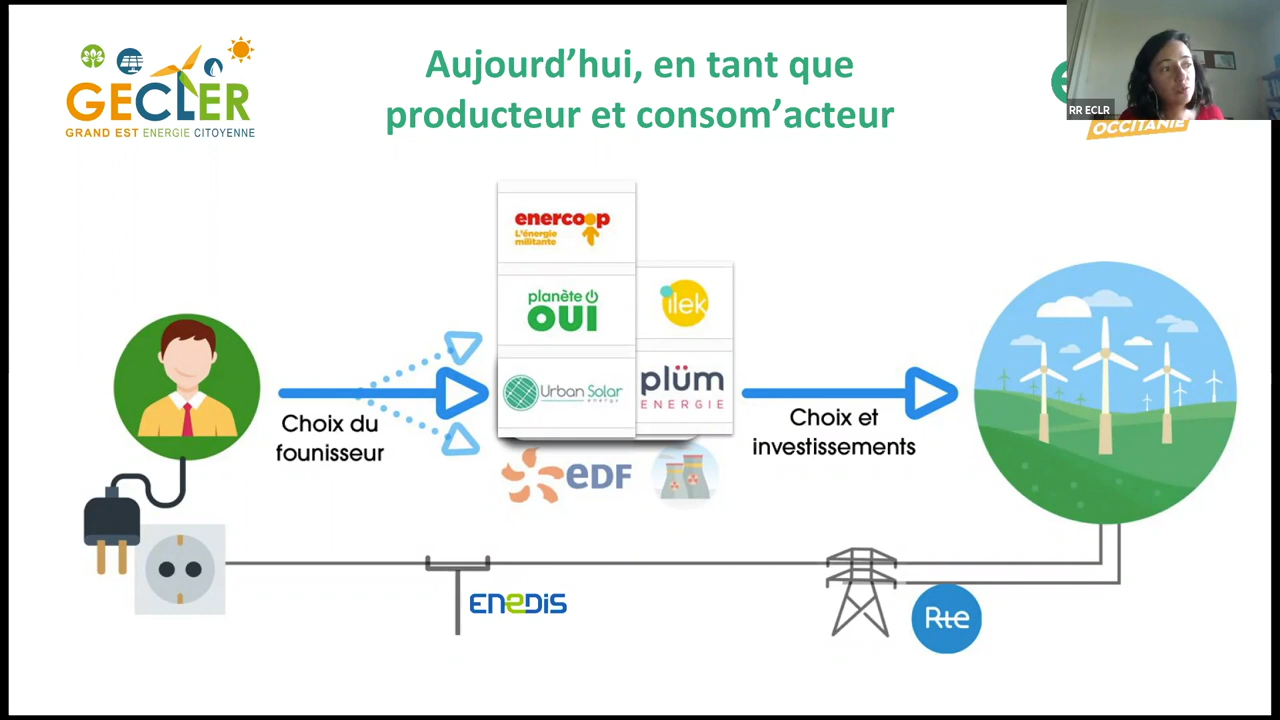 GECLER
GRAND EST ENERGIE CITOYENNE
Aujourd'hui, en tant que
producteur et consom'acteur
RR ECLR
OCCITANIE
enercoop
L'énergie
militante
planète
OUI
ilek
Urban Solar
energy
plüm
ENERGIE
Choix du
founisseur
Choix et
investissements
eDF
ENEDIS
Rte